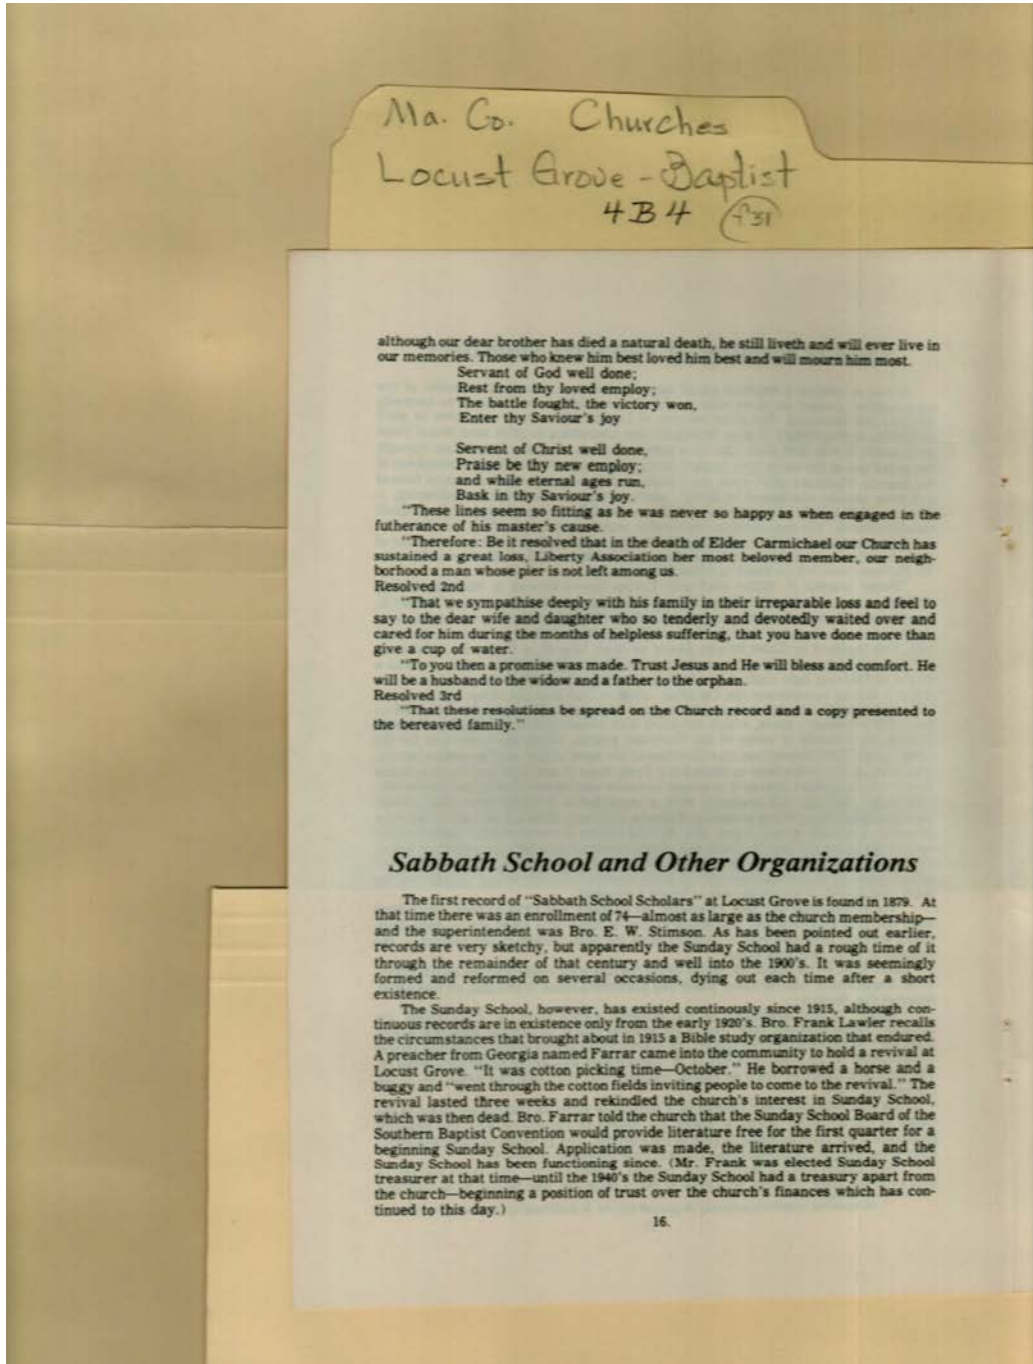 Ma. Co. Churches
Locust Grove - Baptist
4B4 f31
although our dear brother has died a natural death, he still liveth and will ever live in
our memories. Those who knew him best loved him best and will mourn him most.
Servant of God well done;
Rest from thy loved employ;
The battle fought, the victory won,
Enter thy Saviour's joy
Servent of Christ well done,
Praise be thy new employ;
and while eternal ages run,
Bask in thy Saviour's joy.
"These lines seem so fitting as he was never so happy as when engaged in the
futherance of his master's cause.
"Therefore: Be it resolved that in the death of Elder Carmichael our Church has
sustained a great loss, Liberty Association her most beloved member, our neigh-
borhood a man whose pier is not left among us.
Resolved 2nd
"That we sympathise deeply with his family in their irreparable loss and feel to
say to the dear wife and daughter who so tenderly and devotedly waited over and
cared for him during the months of helpless suffering, that you have done more than
give a cup of water.
"To you then a promise was made. Trust Jesus and He will bless and comfort. He
will be a husband to the widow and a father to the orphan.
Resolved 3rd
"That these resolutions be spread on the Church record and a copy presented to
the bereaved family."
Sabbath School and Other Organizations
The first record of "Sabbath School Scholars" at Locust Grove is found in 1879. At
that time there was an enrollment of 74—almost as large as the church membership—
and the superintendent was Bro. E. W. Stimson. As has been pointed out earlier,
records are very sketchy, but apparently the Sunday School had a rough time of it
through the remainder of that century and well into the 1900's. It was seemingly
formed and reformed on several occasions, dying out each time after a short
existence.
The Sunday School, however, has existed continously since 1915, although con-
tinuous records are in existence only from the early 1920's. Bro. Frank Lawler recalls
the circumstances that brought about in 1915 a Bible study organization that endured.
A preacher from Georgia named Farrar came into the community to hold a revival at
Locust Grove. "It was cotton picking time—October." He borrowed a horse and a
buggy and "went through the cotton fields inviting people to come to the revival." The
revival lasted three weeks and rekindled the church's interest in Sunday School,
which was then dead. Bro. Farrar told the church that the Sunday School Board of the
Southern Baptist Convention would provide literature free for the first quarter for a
beginning Sunday School. Application was made, the literature arrived, and the
Sunday School has been functioning since. (Mr. Frank was elected Sunday School
treasurer at that time—until the 1940's the Sunday School had a treasury apart from
the church—beginning a position of trust over the church's finances which has con-
tinued to this day.)
16.